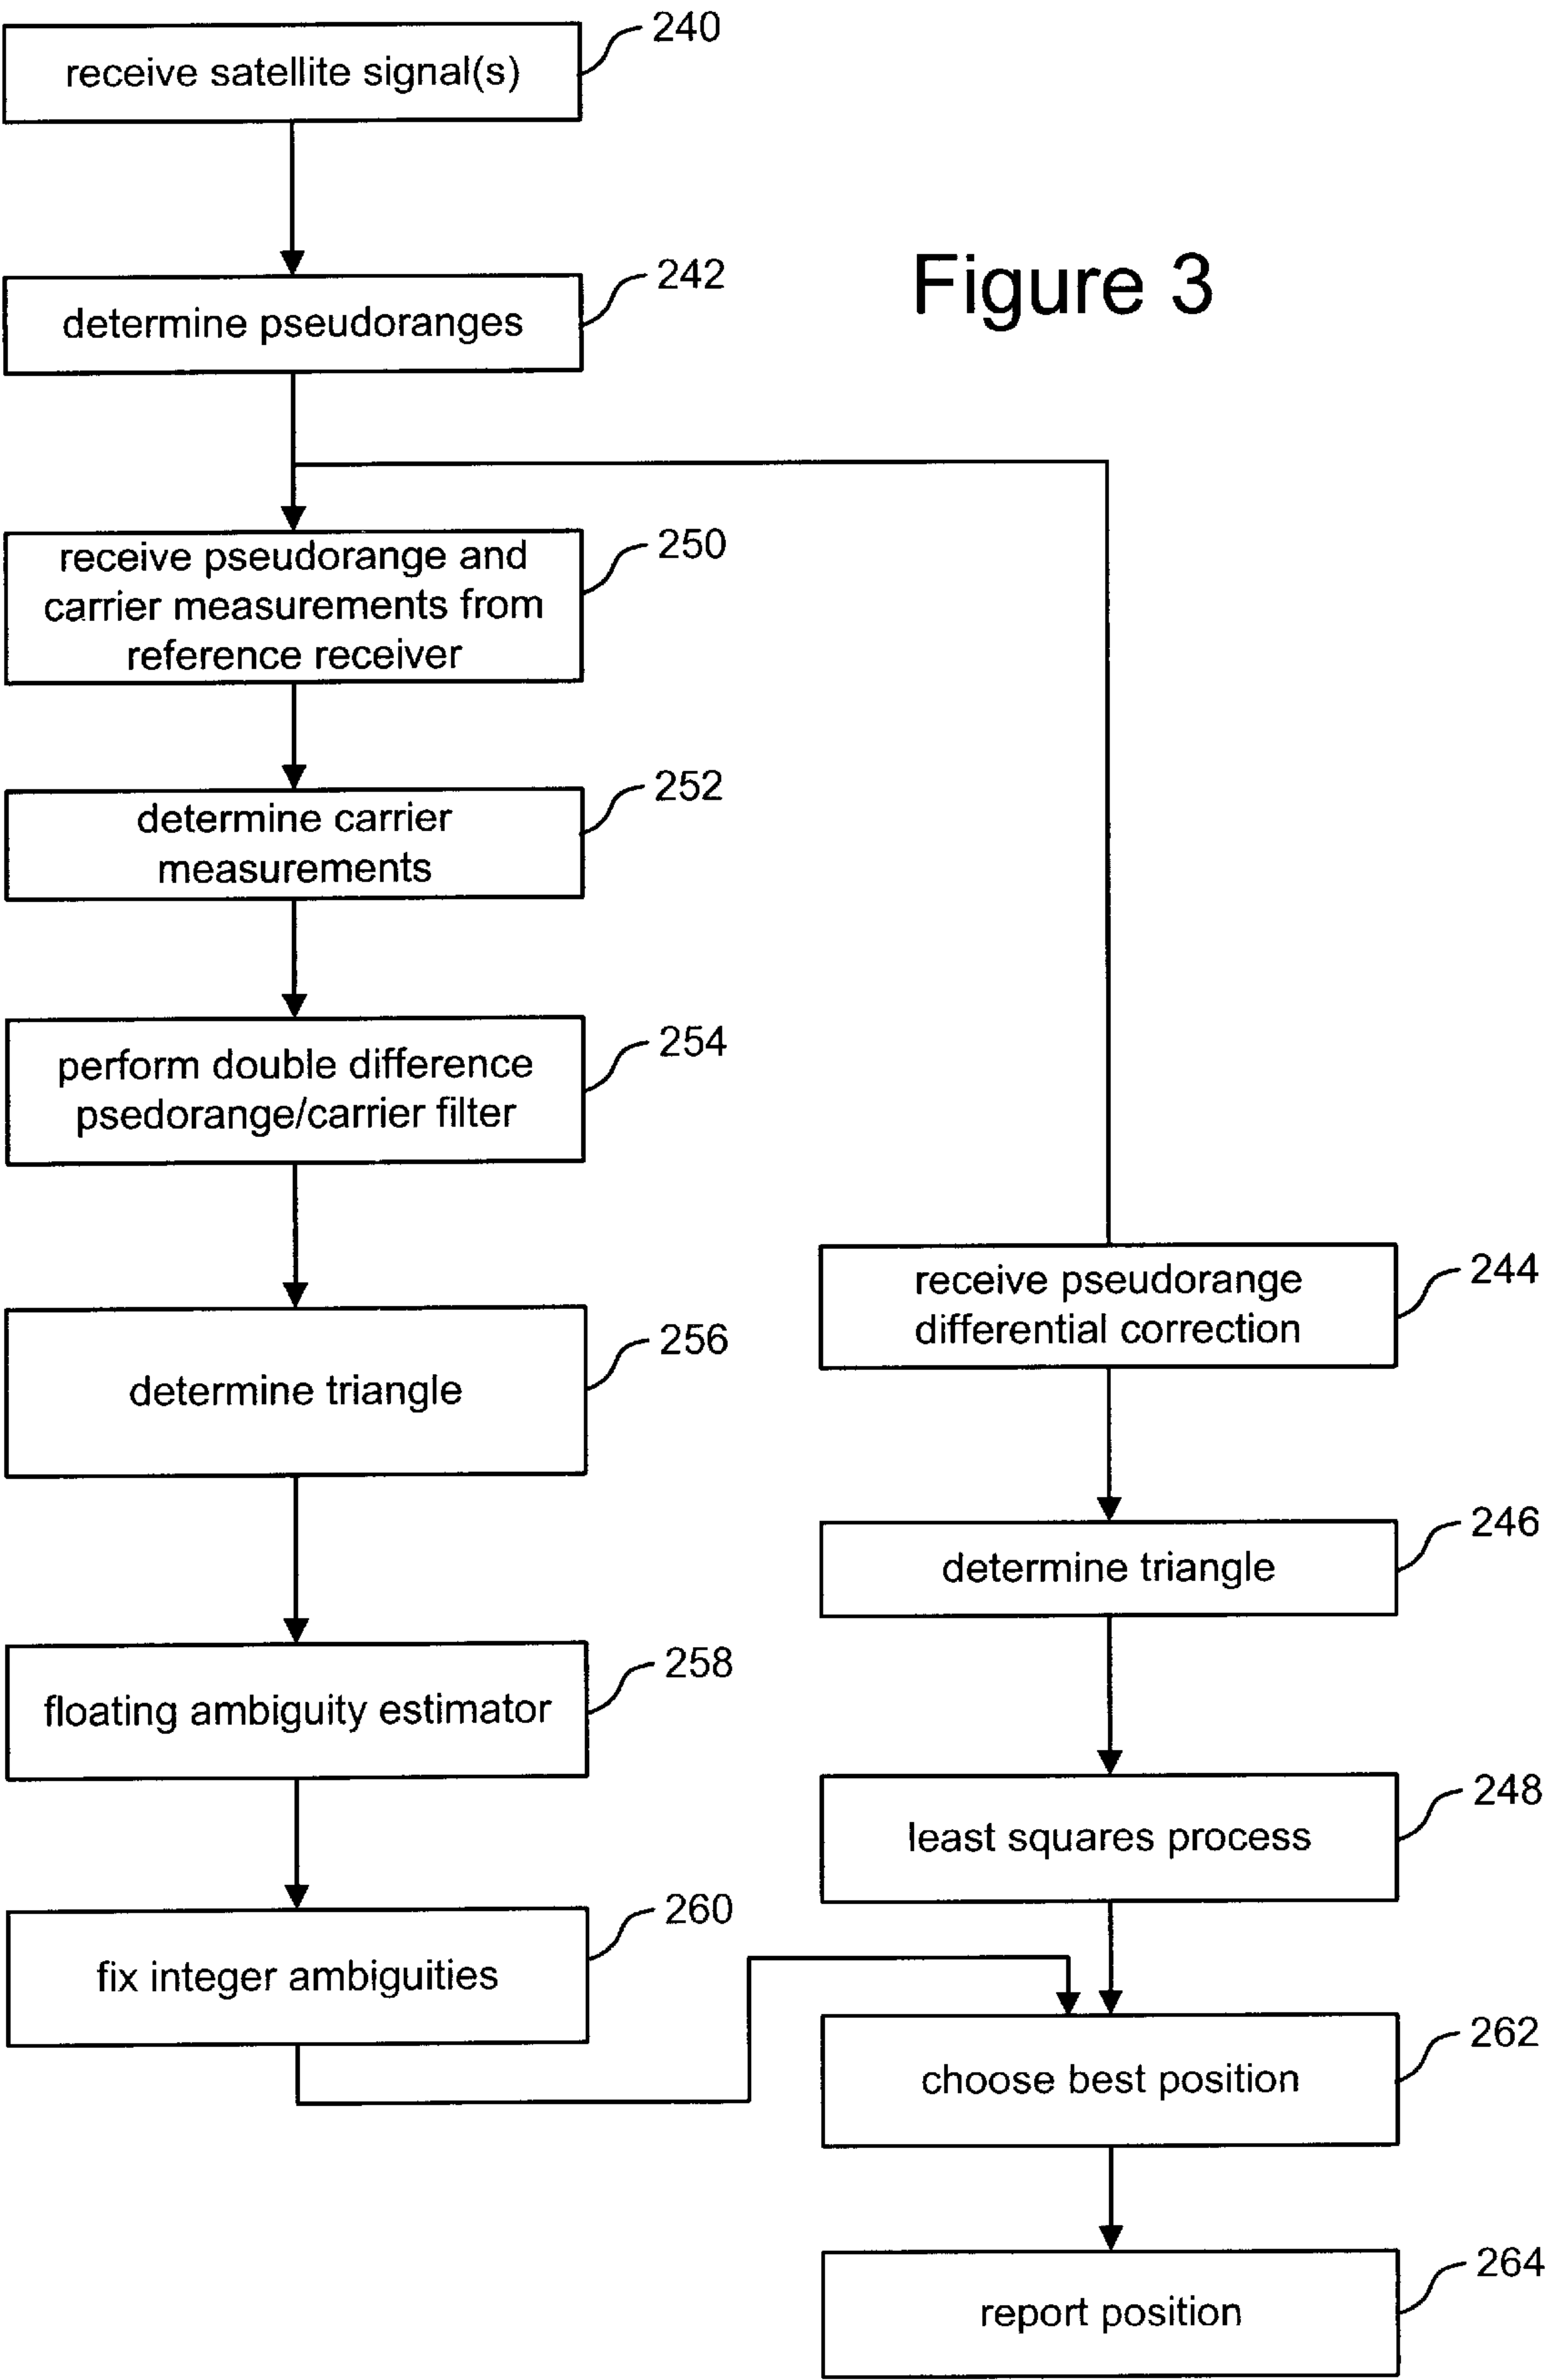 receive satellite signal(s)
240
determine pseudoranges
242
Figure 3
receive pseudorange and
carrier measurements from
reference receiver
250
determine carrier
measurements
252
perform double difference
psedorange/carrier filter
254
determine triangle
256
floating ambiguity estimator
258
fix integer ambiguities
260
receive pseudorange
differential correction
244
determine triangle
246
least squares process
248
choose best position
262
report position
264